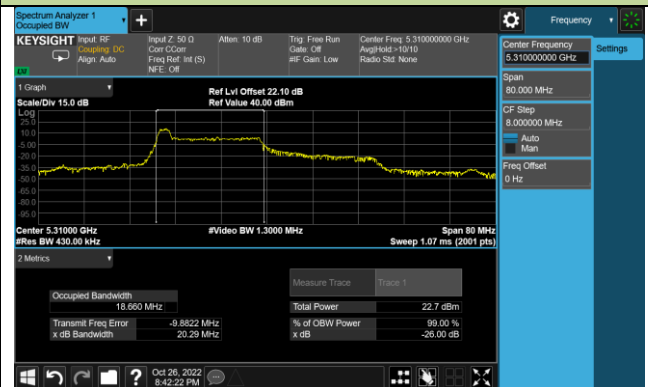 Spectrum Analyzer 1
Occupied BW
Frequency
KEYSIGHT
Input: RF
Coupling: DC
Align: Auto
Input Z: 50 Ω
Corr CCorr
Freq Ref: Int (S)
NFE: Off
Atten: 10 dB
Trig: Free Run
Gate: Off
#IF Gain: Low
Center Freq: 5.310000000 GHz
Avg|Hold:>10/10
Radio Std: None
Center Frequency
5.310000000 GHz
Settings
Span
80.000 MHz
CF Step
8.000000 MHz
Auto
Man
Freq Offset
0 Hz
1 Graph
Scale/Div 15.0 dB
Ref Lvl Offset 22.10 dB
Ref Value 40.00 dBm
Log
25.0
10.0
-5.00
-20.0
-35.0
-50.0
-65.0
-80.0
-95.0
Center 5.31000 GHz
#Res BW 430.00 kHz
#Video BW 1.3000 MHz
Span 80 MHz
Sweep 1.07 ms (2001 pts)
2 Metrics
Measure Trace
Trace 1
Occupied Bandwidth
18.660 MHz
Total Power
22.7 dBm
Transmit Freq Error
-9.8822 MHz
% of OBW Power
99.00 %
x dB Bandwidth
20.29 MHz
x dB
-26.00 dB
Oct 26, 2022
8:42:22 PM